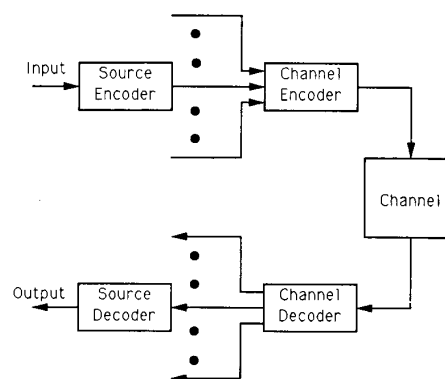 Input
Source
Encoder
Channel
Encoder
Channel
Output
Source
Decoder
Channel
Decoder